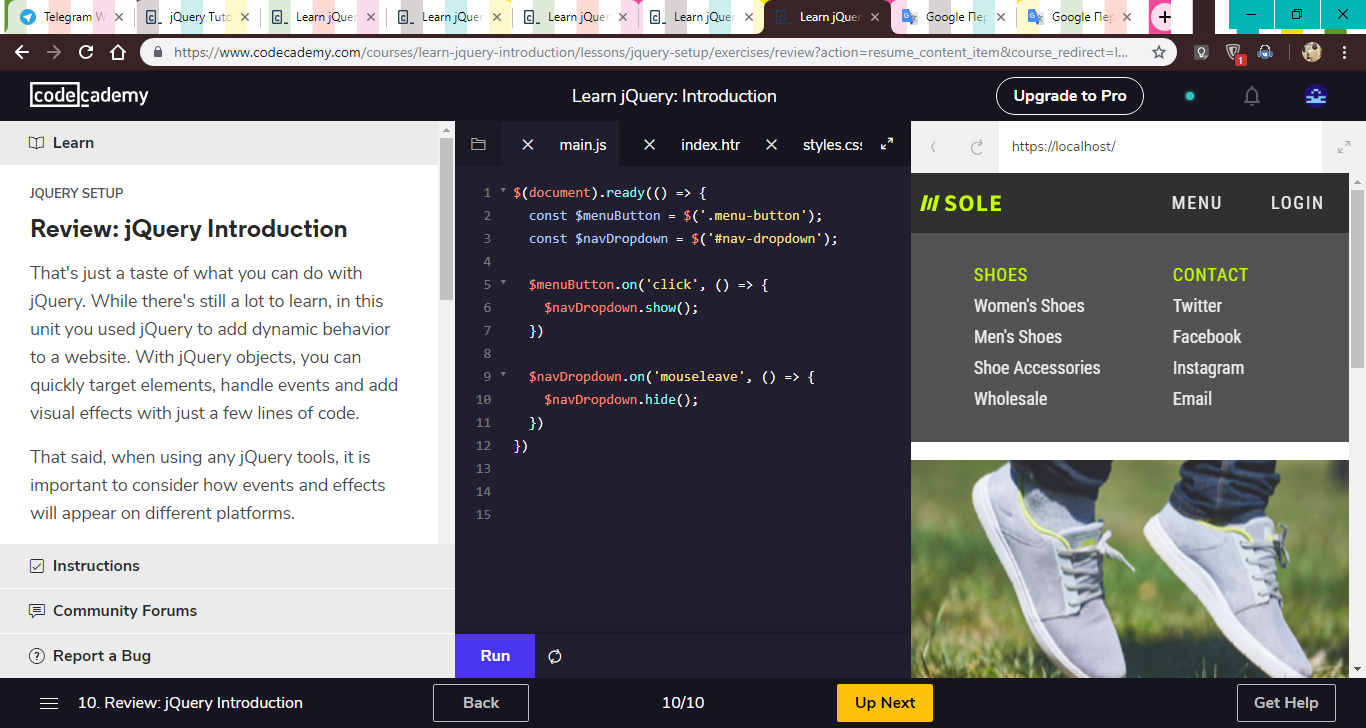 Telegram W
jQuery Tuto
Learn jQuer
Learn jQuer
Learn jQuer
Learn jQuer
Learn jQuer
Google Пер
Google Пер
https://www.codecademy.com/courses/learn-jquery-introduction/lessons/jquery-setup/exercises/review?action=resume_content_item&course_redirect=l...
1
codecademy
Learn jQuery: Introduction
Upgrade to Pro
Learn
JQUERY SETUP
Review: jQuery Introduction
That's just a taste of what you can do with
jQuery. While there's still a lot to learn, in this
unit you used jQuery to add dynamic behavior
to a website. With jQuery objects, you can
quickly target elements, handle events and add
visual effects with just a few lines of code.
That said, when using any jQuery tools, it is
important to consider how events and effects
will appear on different platforms.
Instructions
Community Forums
Report a Bug
main.js
index.htr
styles.css
1 $(document).ready(() => {
2 const $menuButton = $('.menu-button');
3 const $navDropdown = $('#nav-dropdown');
4
5 $menuButton.on('click', () => {
6 $navDropdown.show();
7 })
8
9 $navDropdown.on('mouseleave', () => {
10 $navDropdown.hide();
11 })
12 })
13
14
15
Run
https://localhost/
SOLE
MENU
LOGIN
SHOES
Women's Shoes
Men's Shoes
Shoe Accessories
Wholesale
CONTACT
Twitter
Facebook
Instagram
Email
10. Review: jQuery Introduction
Back
10/10
Up Next
Get Help